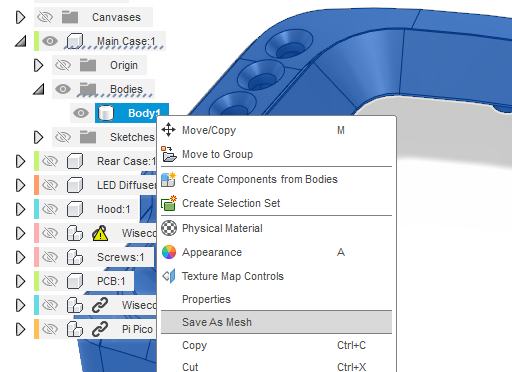 Canvases
Main Case:1
Origin
Bodies
Body1
Sketches
Rear Case:1
LED Diffuser
Hood:1
Wiseco
Screws:1
PCB:1
Wiseco
Pi Pico
Move/Copy M
Move to Group
Create Components from Bodies
Create Selection Set
Physical Material
Appearance A
Texture Map Controls
Properties
Save As Mesh
Copy Ctrl+C
Cut Ctrl+X